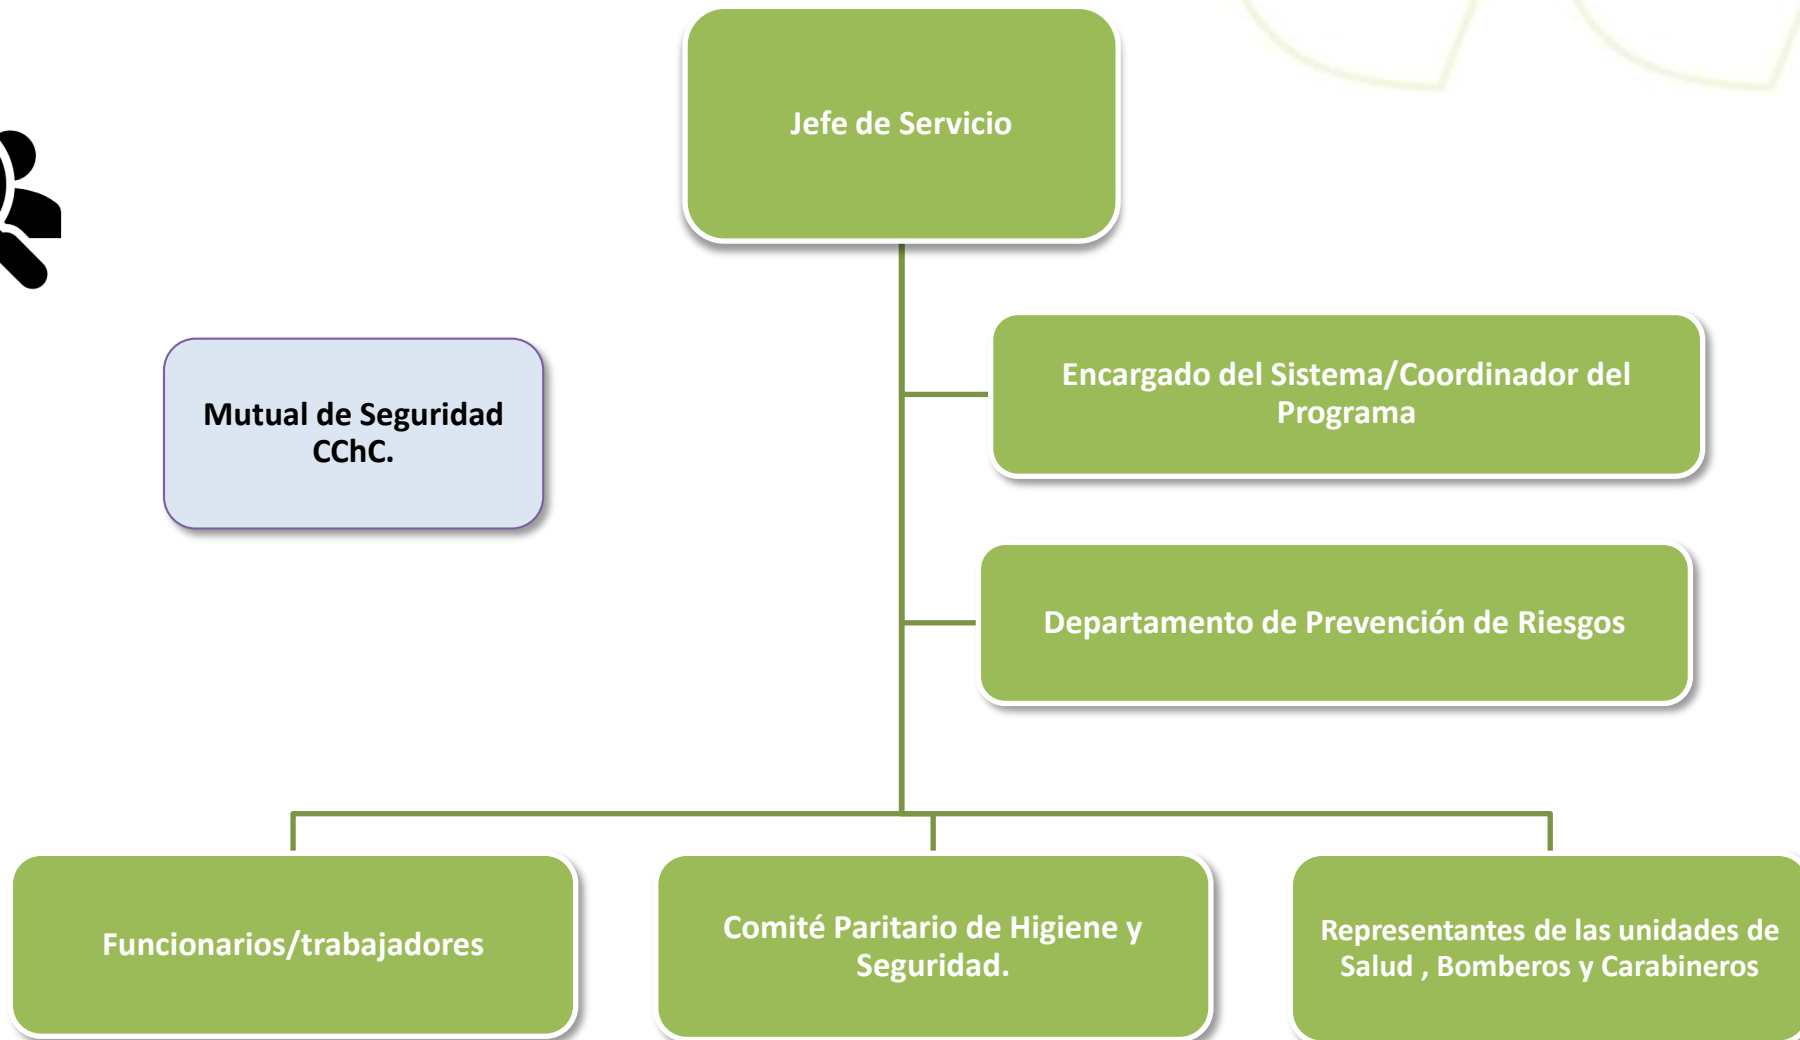 Jefe de Servicio
Encargado del Sistema/Coordinador del
Programa
Mutual de Seguridad
CChC.
Departamento de Prevención de Riesgos
Funcionarios/trabajadores
Comité Paritario de Higiene y
Seguridad.
Representantes de las unidades de
Salud , Bomberos y Carabineros